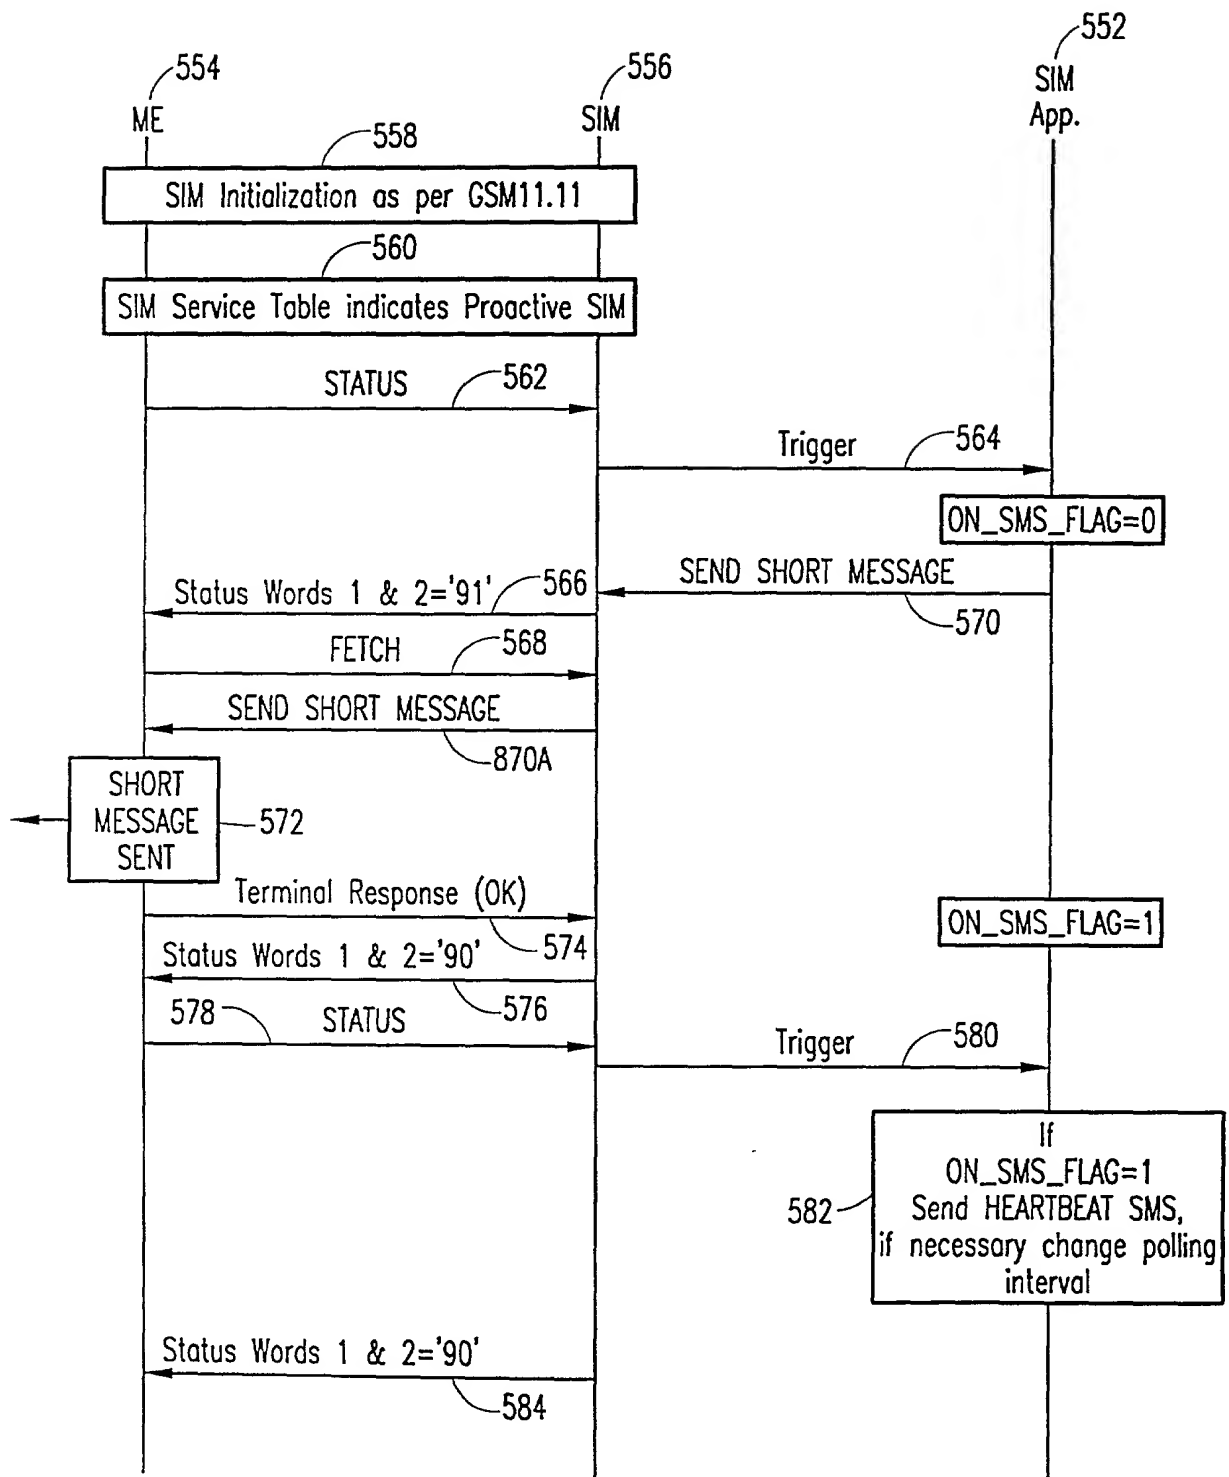 552
SIM
App.
554
ME
556
SIM
558
SIM Initialization as per GSM11.11
560
SIM Service Table indicates Proactive SIM
STATUS
562
Trigger
564
ON_SMS_FLAG=0
SEND SHORT MESSAGE
570
Status Words 1 & 2='91'
566
FETCH
568
SEND SHORT MESSAGE
870A
SHORT
MESSAGE
SENT
572
Terminal Response (OK)
574
ON_SMS_FLAG=1
Status Words 1 & 2='90'
576
578
STATUS
Trigger
580
If
ON_SMS_FLAG=1
Send HEARTBEAT SMS,
if necessary change polling
interval
582
Status Words 1 & 2='90'
584